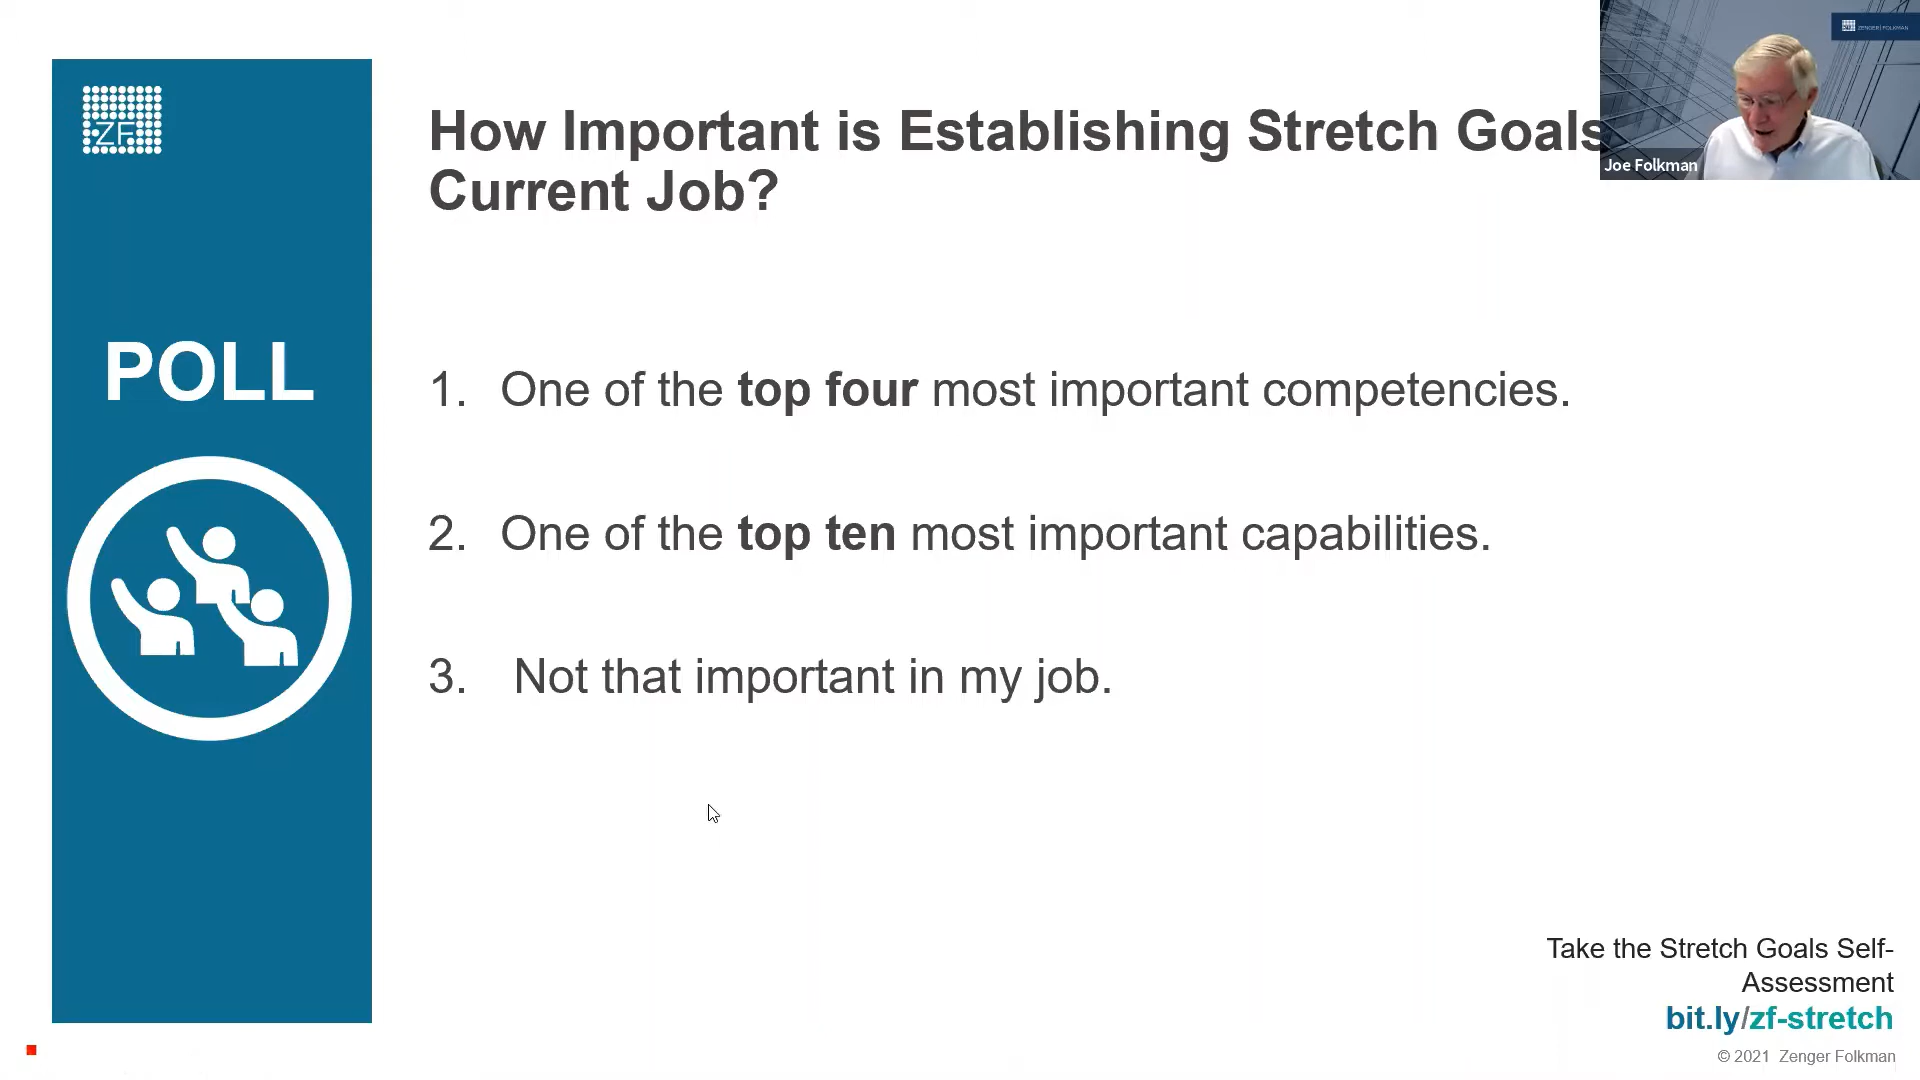 ZF
ZENGER|FOLKMAN
How Important is Establishing Stretch Goals
Current Job?
Joe Folkman
POLL
1. One of the top four most important competencies.
2. One of the top ten most important capabilities.
3. Not that important in my job.
Take the Stretch Goals Self-
Assessment
bit.ly/zf-stretch
© 2021 Zenger Folkman